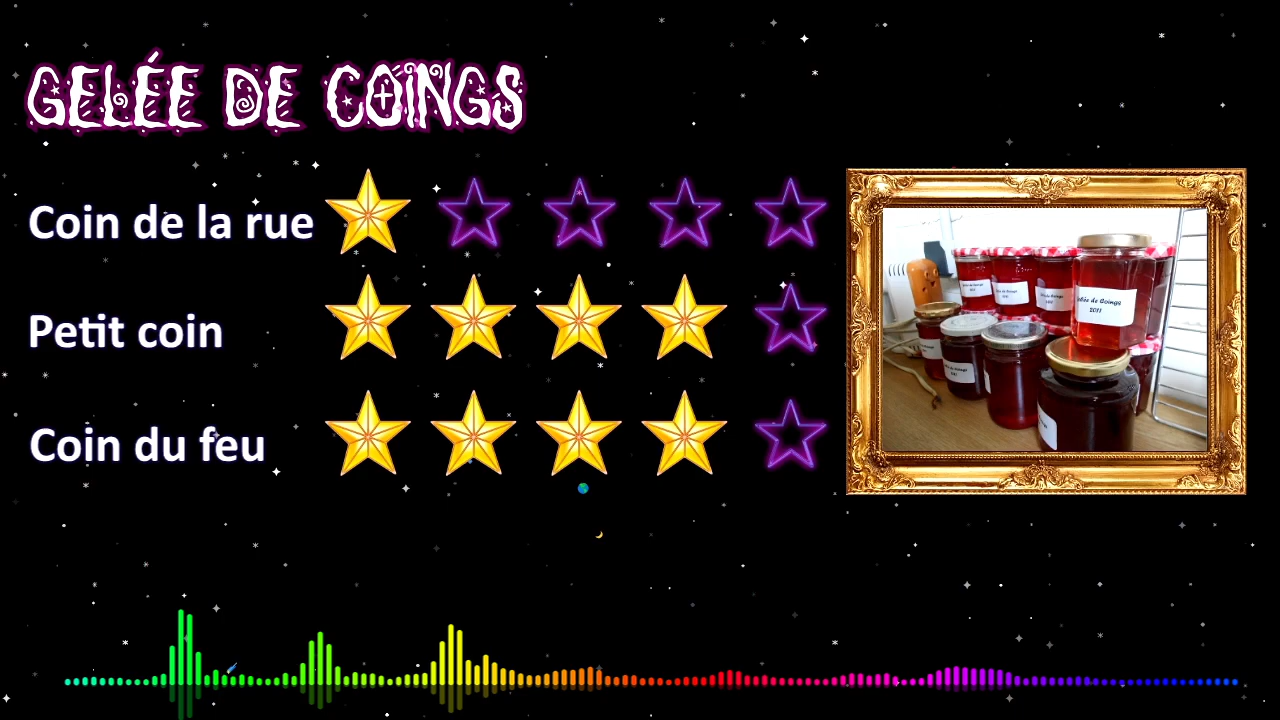 GELÉE DE COINGS
Coin de la rue
Petit coin
Coin du feu
Gelée de Coings
2011